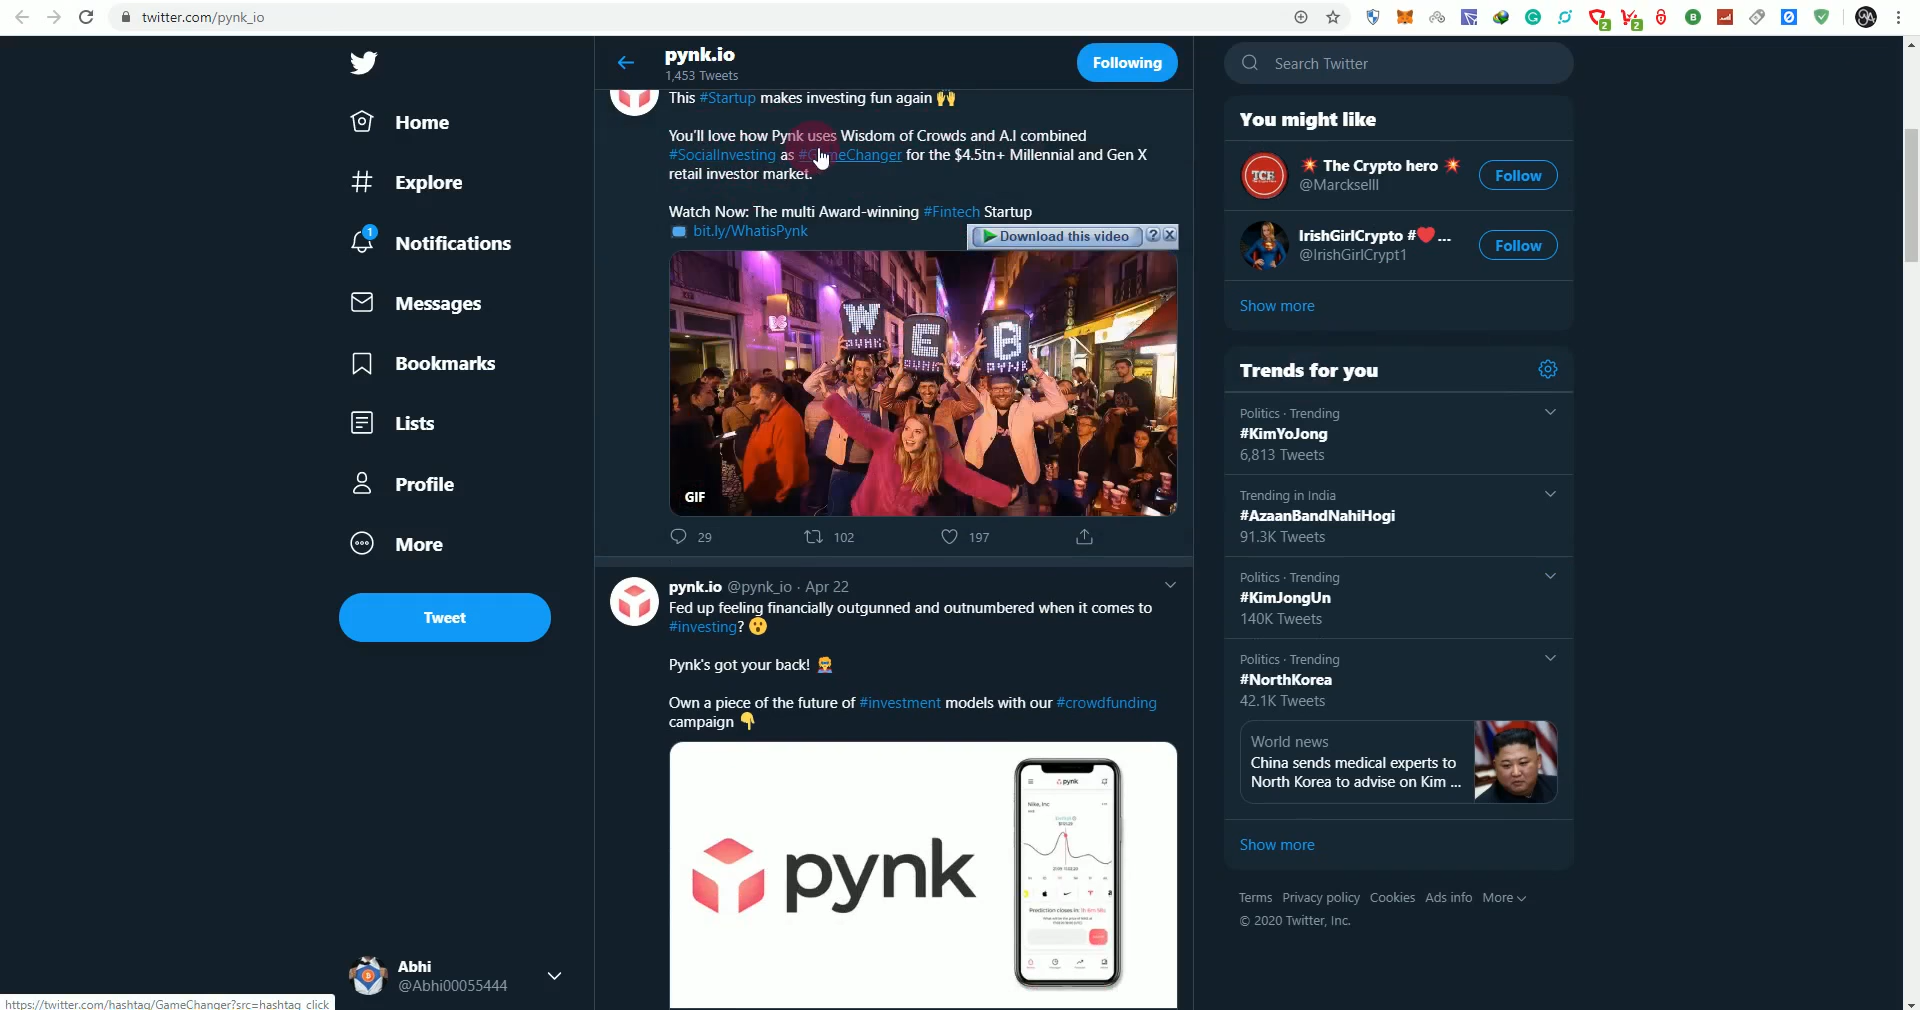 twitter.com/pynk_io
Home
Explore
1
Notifications
Messages
Bookmarks
Lists
Profile
More
Tweet
Abhi
@Abhi00055444
https://twitter.com/hashtag/GameChanger?src=hashtag_click
pynk.io
1,453 Tweets
Following
This #Startup makes investing fun again
You'll love how Pynk uses Wisdom of Crowds and A.I combined
#SocialInvesting as #GameChanger for the $4.5tn+ Millennial and Gen X
retail investor market.
Watch Now: The multi Award-winning #Fintech Startup
bit.ly/WhatisPynk
Download this video
W E B
PYNK PYNK PYNK
GIF
29 102 197
pynk.io @pynk_io · Apr 22
Fed up feeling financially outgunned and outnumbered when it comes to
#investing?
Pynk's got your back!
Own a piece of the future of #investment models with our #crowdfunding
campaign
pynk
pynk
Nike, Inc
Search Twitter
You might like
TCH
The Crypto hero
@Marckselll
Follow
IrishGirlCrypto #❤...
@IrishGirlCrypt1
Follow
Show more
Trends for you
Politics · Trending
#KimYoJong
6,813 Tweets
Trending in India
#AzaanBandNahiHogi
91.3K Tweets
Politics · Trending
#KimJongUn
140K Tweets
Politics · Trending
#NorthKorea
42.1K Tweets
World news
China sends medical experts to
North Korea to advise on Kim ...
Show more
Terms Privacy policy Cookies Ads info More
© 2020 Twitter, Inc.